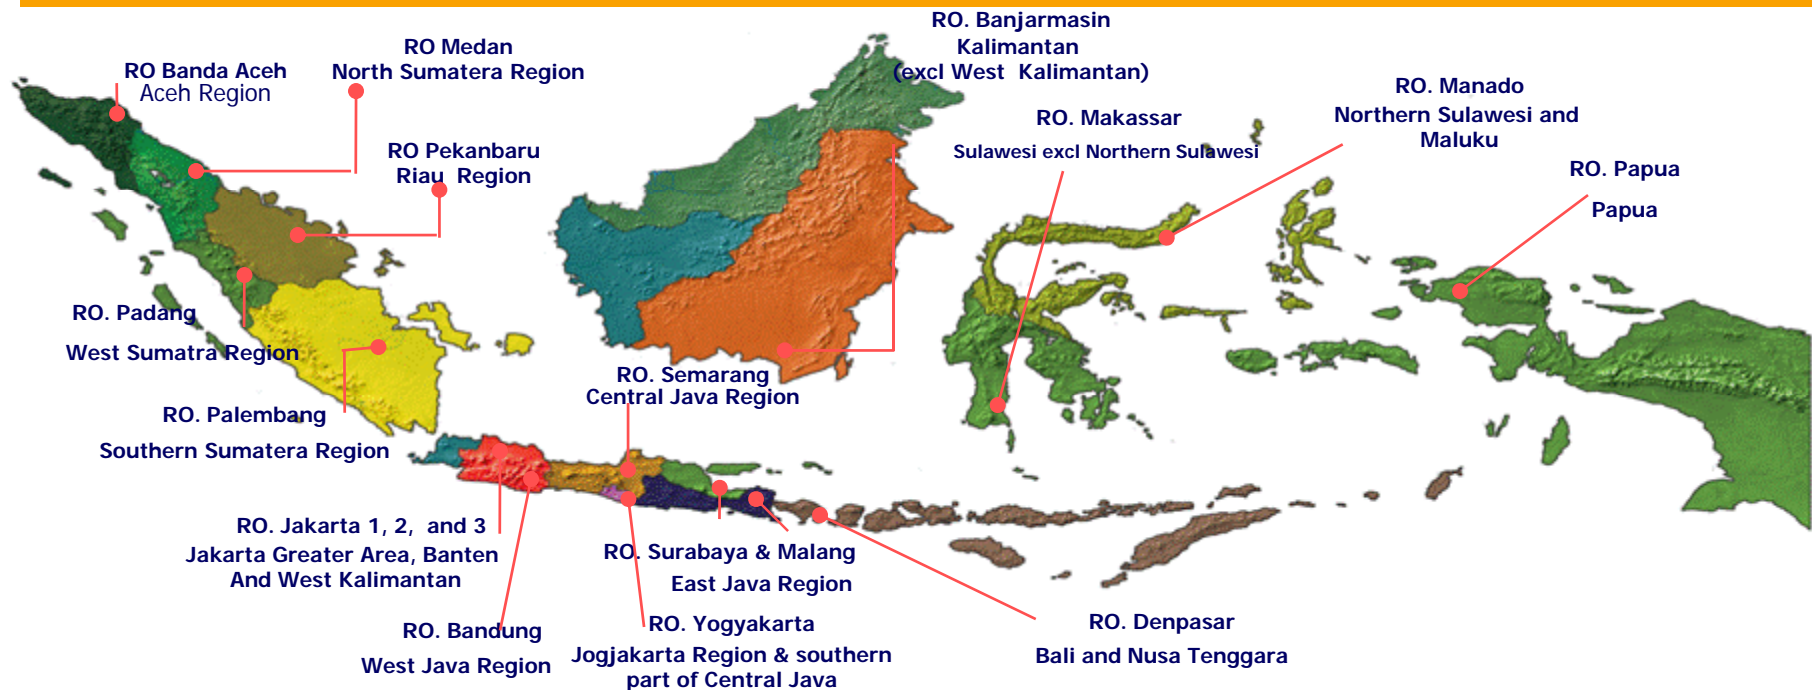 RO. Banjarmasin
Kalimantan
(excl West Kalimantan)
RO Medan
North Sumatera Region
RO Banda Aceh
Aceh Region
RO Pekanbaru
Riau Region
RO. Makassar
Sulawesi excl Northern Sulawesi
RO. Manado
Northern Sulawesi and
Maluku
RO. Papua
Papua
RO. Padang
West Sumatra Region
RO. Palembang
Southern Sumatera Region
RO. Semarang
Central Java Region
RO. Jakarta 1, 2, and 3
Jakarta Greater Area, Banten
And West Kalimantan
RO. Bandung
West Java Region
RO. Surabaya & Malang
East Java Region
RO. Yogyakarta
Jogjakarta Region & southern
part of Central Java
RO. Denpasar
Bali and Nusa Tenggara